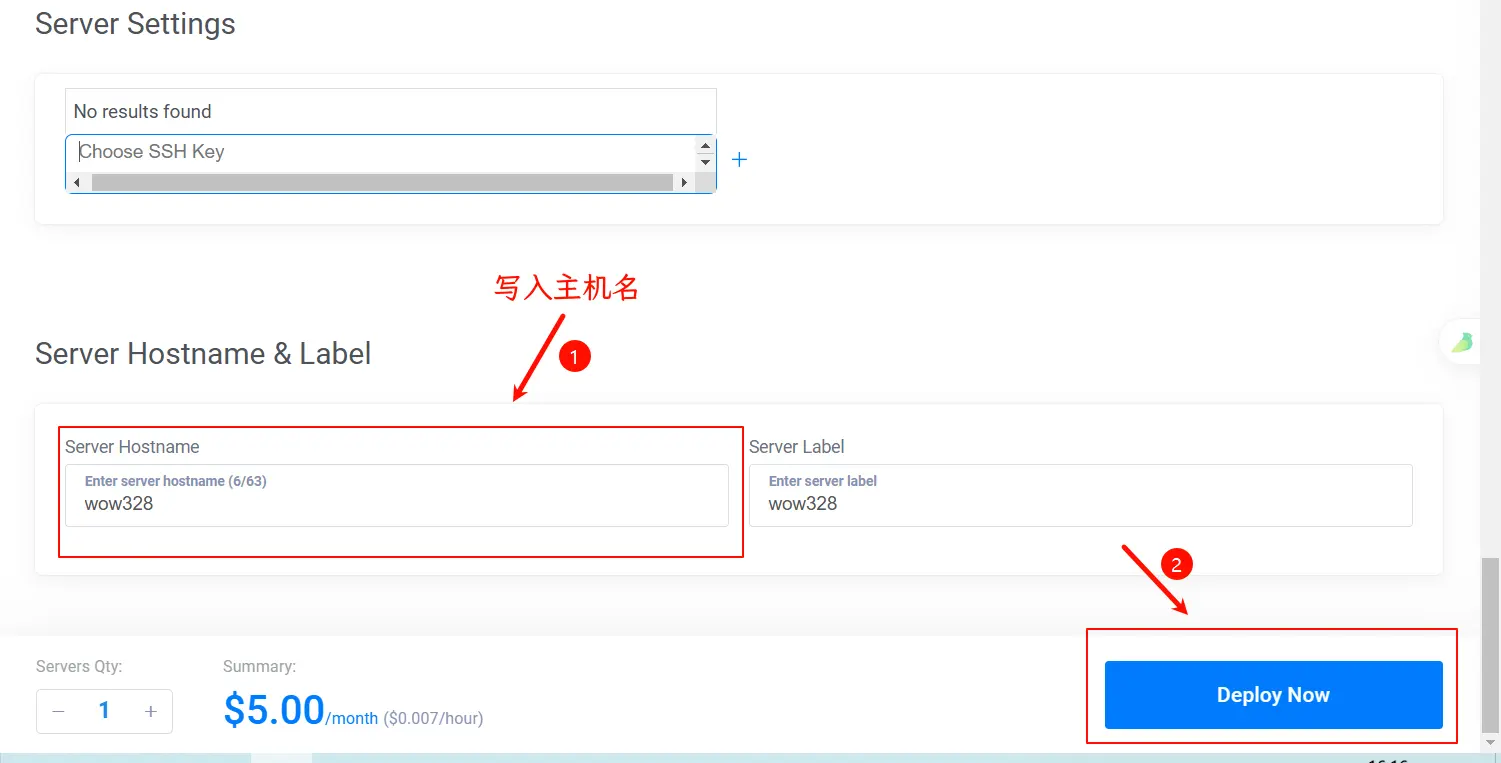 Server Settings
No results found
Choose SSH Key
+
写入主机名
1
Server Hostname & Label
Server Hostname
Enter server hostname (6/63)
wow328
Server Label
Enter server label
wow328
2
Servers Qty:
− 1 +
Summary:
$5.00/month ($0.007/hour)
Deploy Now